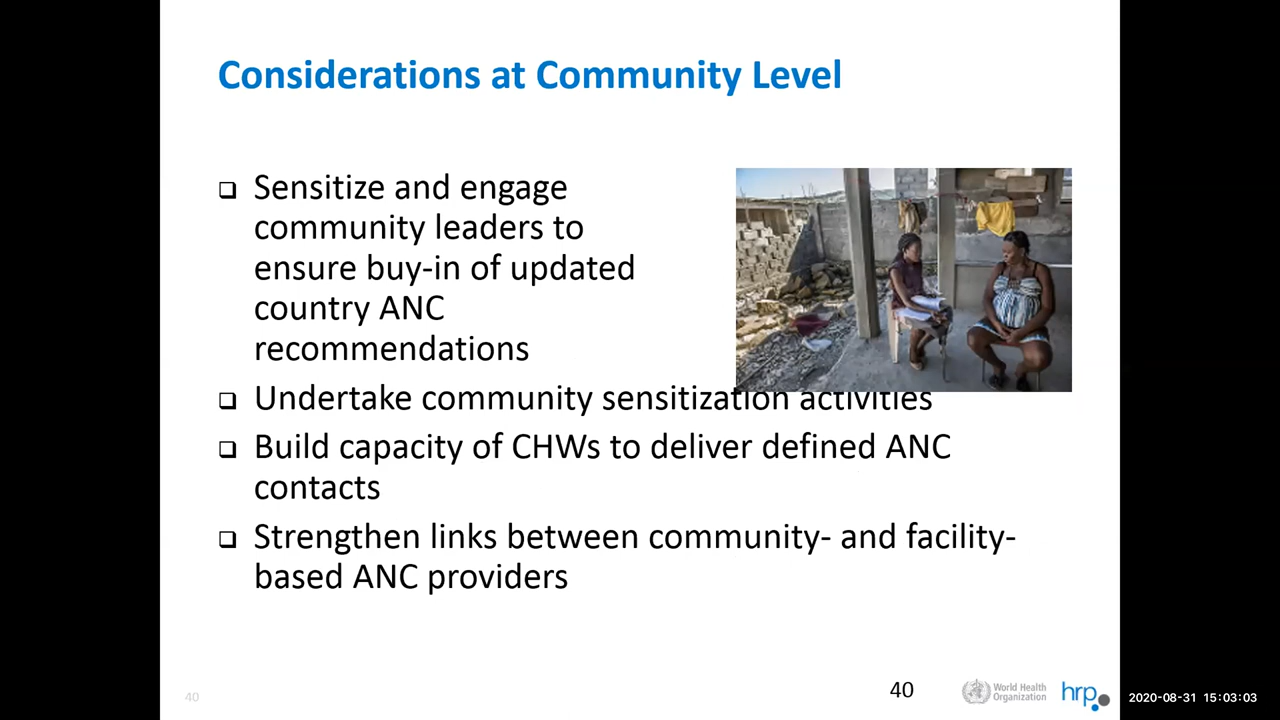 Considerations at Community Level
❑ Sensitize and engage
community leaders to
ensure buy-in of updated
country ANC
recommendations
❑ Undertake community sensitization activities
❑ Build capacity of CHWs to deliver defined ANC
contacts
❑ Strengthen links between community- and facility-
based ANC providers
40
40
World Health
Organization
hrp
2020-08-31 15:03:03